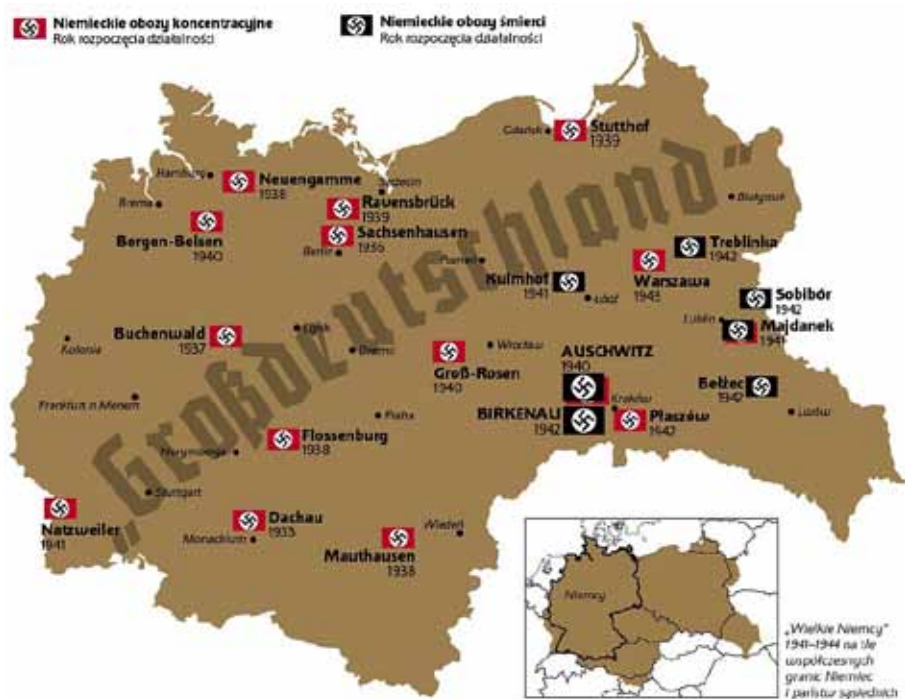 Niemieckie obozy koncentracyjne
Rok rozpoczęcia działalności
Niemieckie obozy śmierci
Rok rozpoczęcia działalności
„Großdeutschland”
Gdańsk
Stutthof
1939
Hamburg
Neuengamme
1938
Szczecin
Brema
Ravensbrück
1939
Białystok
Bergen-Belsen
1940
Sachsenhausen
1936
Berlin
Poznań
Treblinka
1942
Warszawa
1943
Kulmhof
1941
Łódź
Sobibór
1942
Lublin
Majdanek
1941
Buchenwald
1937
Kolonia
Lipsk
Drezno
Groß-Rosen
1940
Wrocław
AUSCHWITZ
1940
Bełżec
1942
Frankfurt n Menem
Praha
BIRKENAU
1942
Kraków
Płaszów
1942
Lwów
Flossenburg
1938
Norymberga
Stuttgart
Natzweiler
1941
Dachau
1933
Monachium
Mauthausen
1938
Wiedeń
Niemcy
„Wielkie Niemcy”
1941–1944 na tle
współczesnych
granic Niemiec
i państw sąsiednich